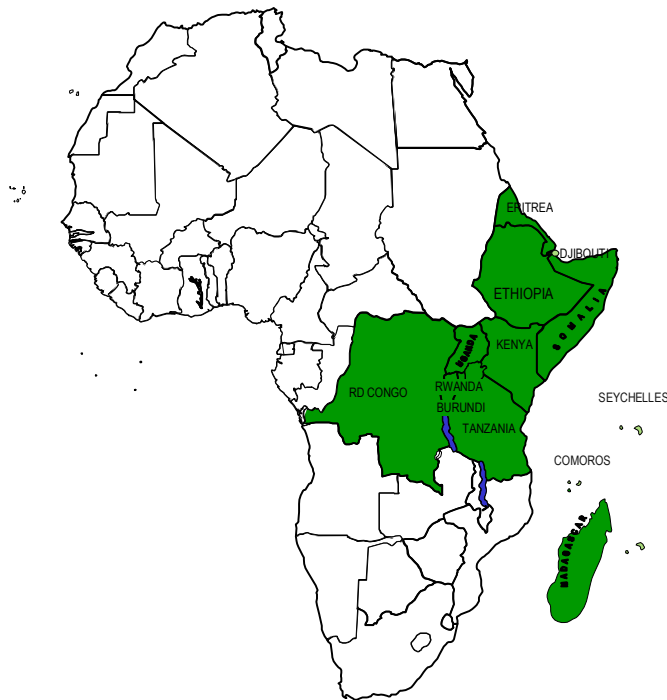 ERITREA
DJIBOUTI
ETHIOPIA
SOMALIA
UGANDA
KENYA
RWANDA
RD CONGO
SEYCHELLES
BURUNDI
TANZANIA
COMOROS
MADAGASCAR